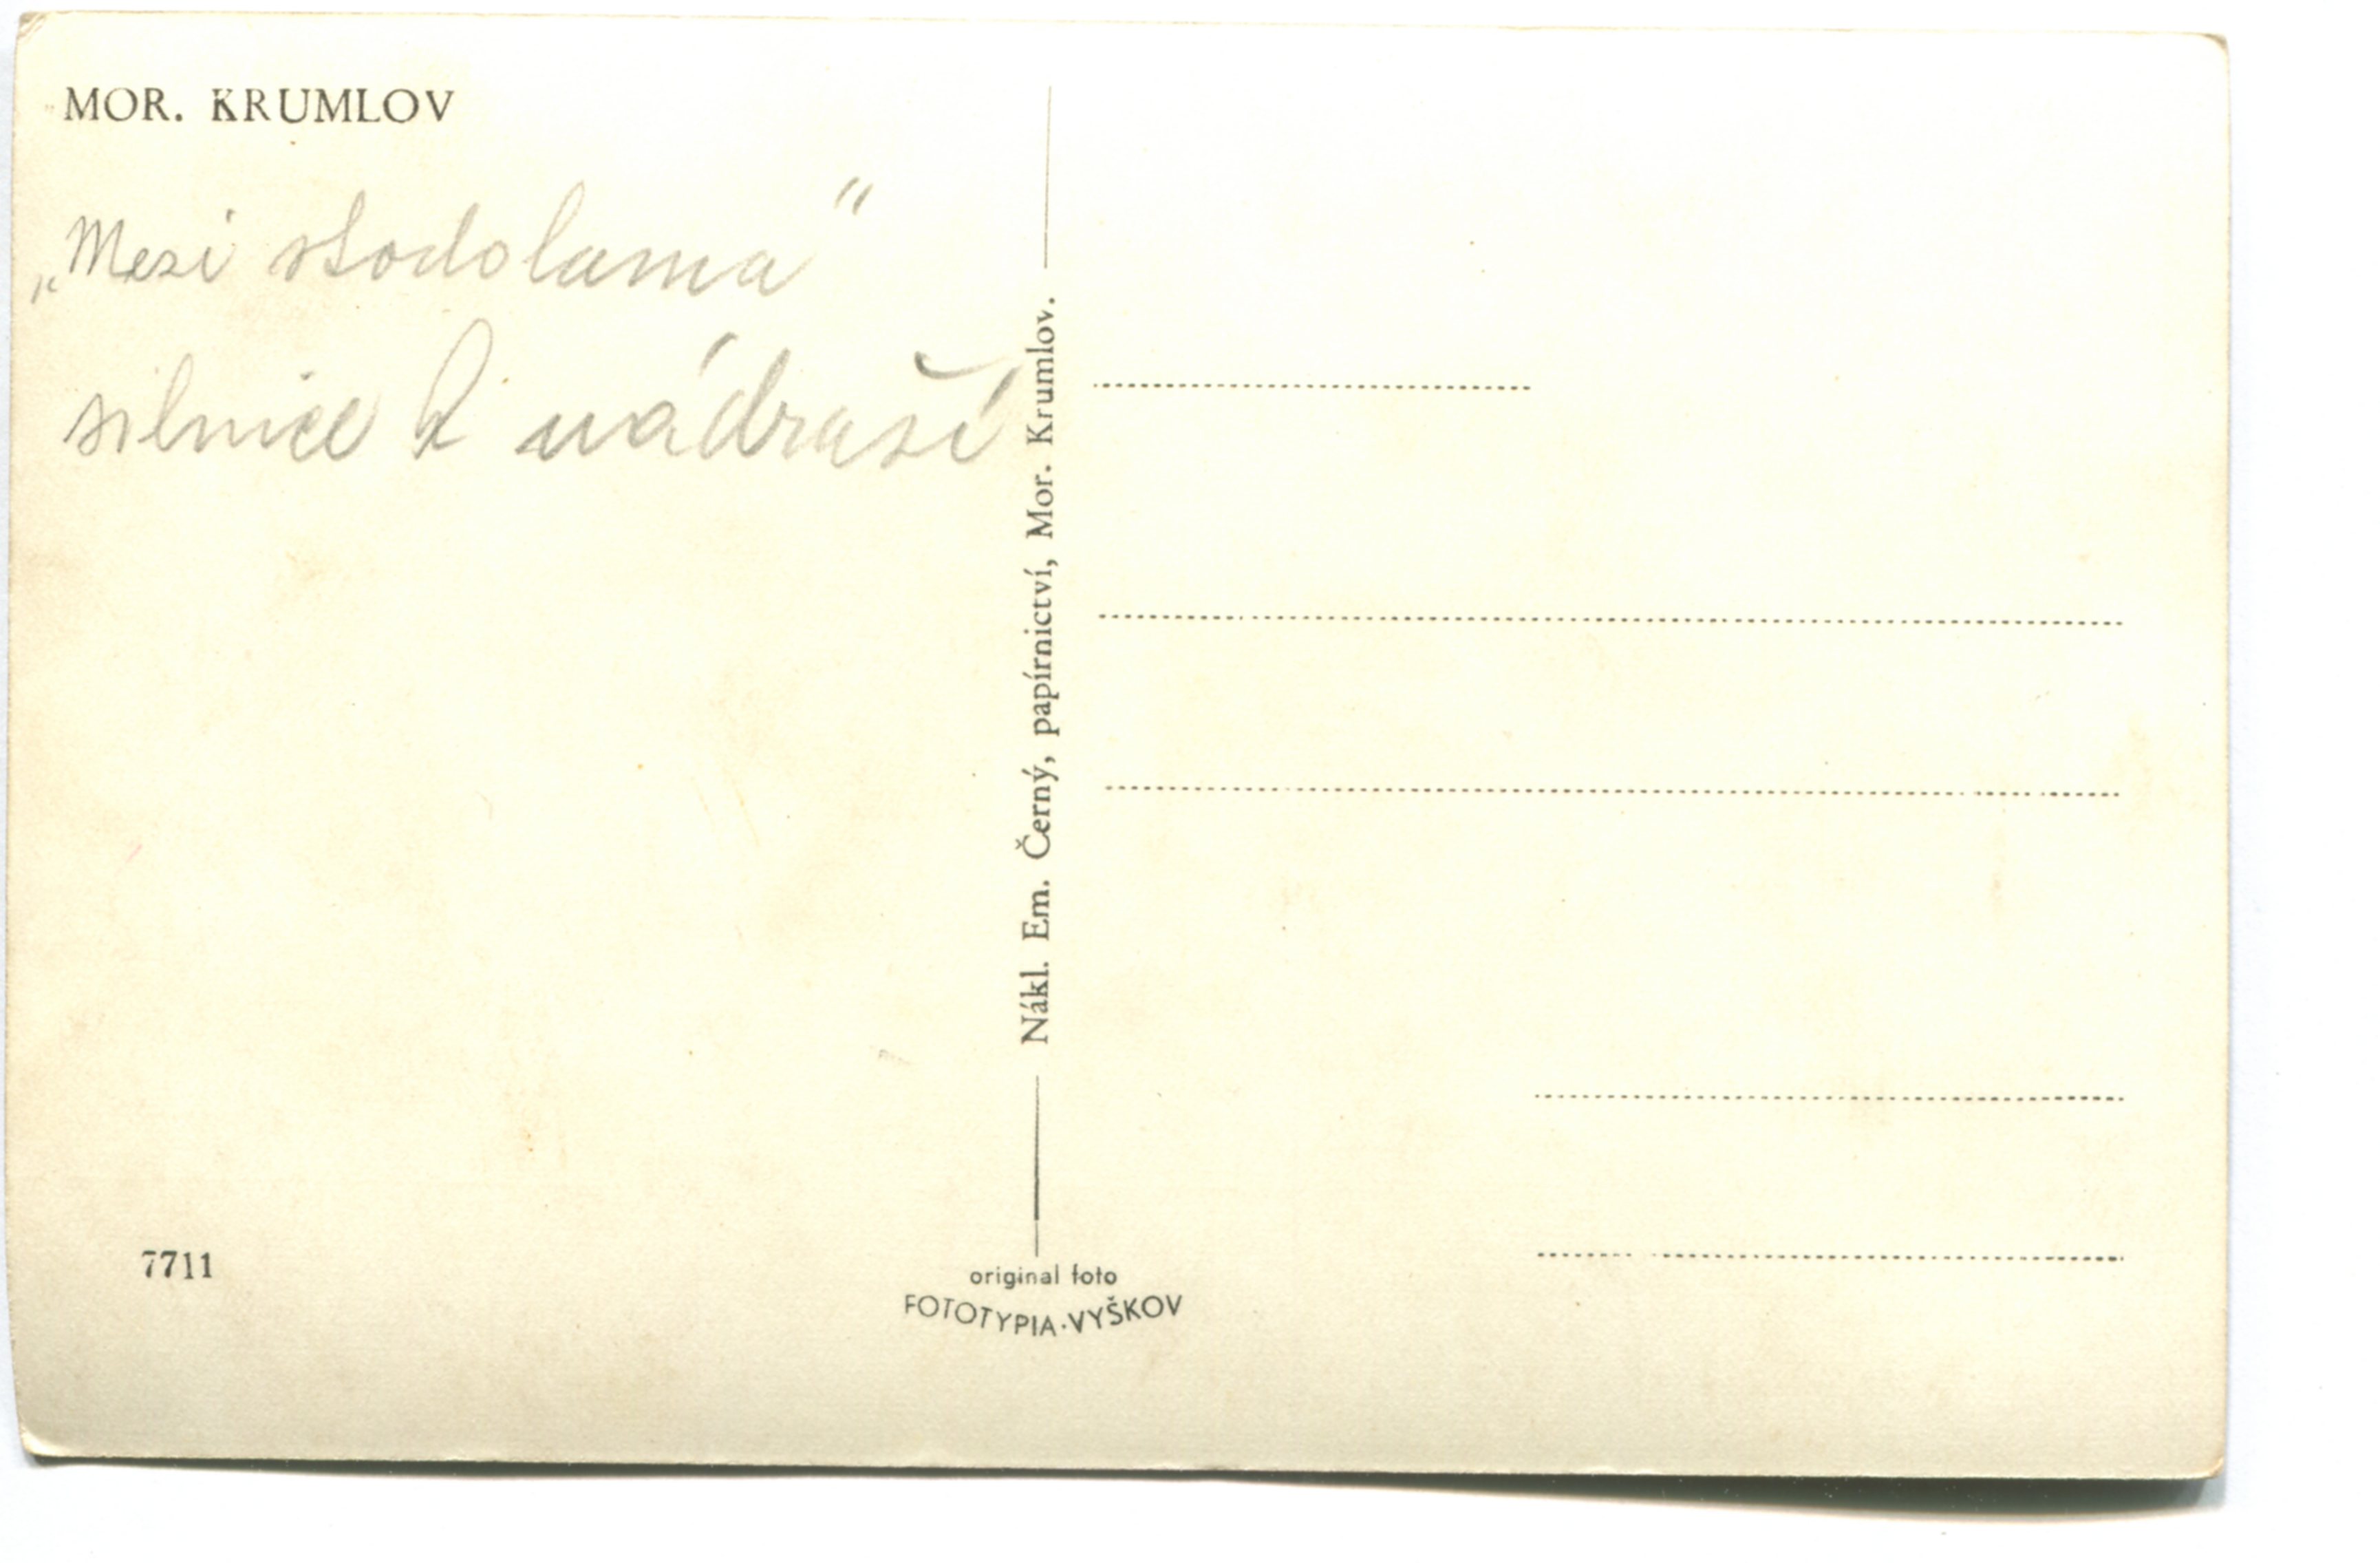 MOR. KRUMLOV
„Mezi stodolama"
silnice k nádraží
Nákl. Em. Černý, papírnictví, Mor. Krumlov.
7711
original foto
FOTOTYPIA·VYŠKOV